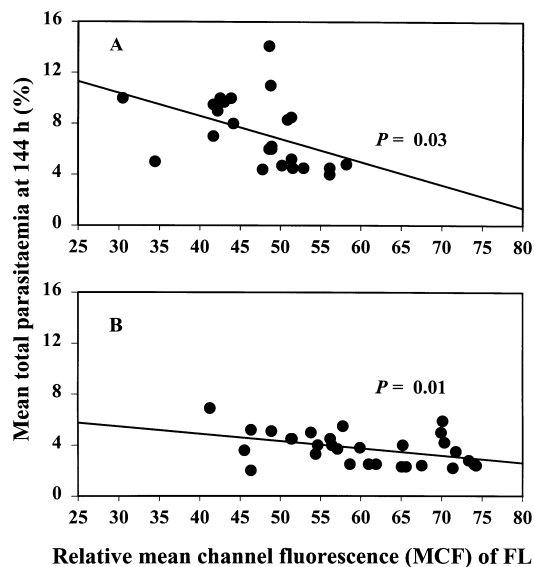 Mean total parasitaemia at 144 h (%)
16
A
12
8
P = 0.03
4
0
25 30 35 40 45 50 55 60 65 70 75 80
16
B
12
8
P = 0.01
4
0
25 30 35 40 45 50 55 60 65 70 75 80
Relative mean channel fluorescence (MCF) of FL